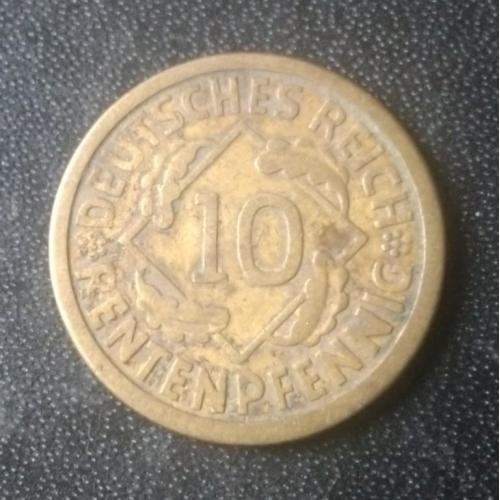 DEUTSCHES REICH
10
RENTENPFENNIG